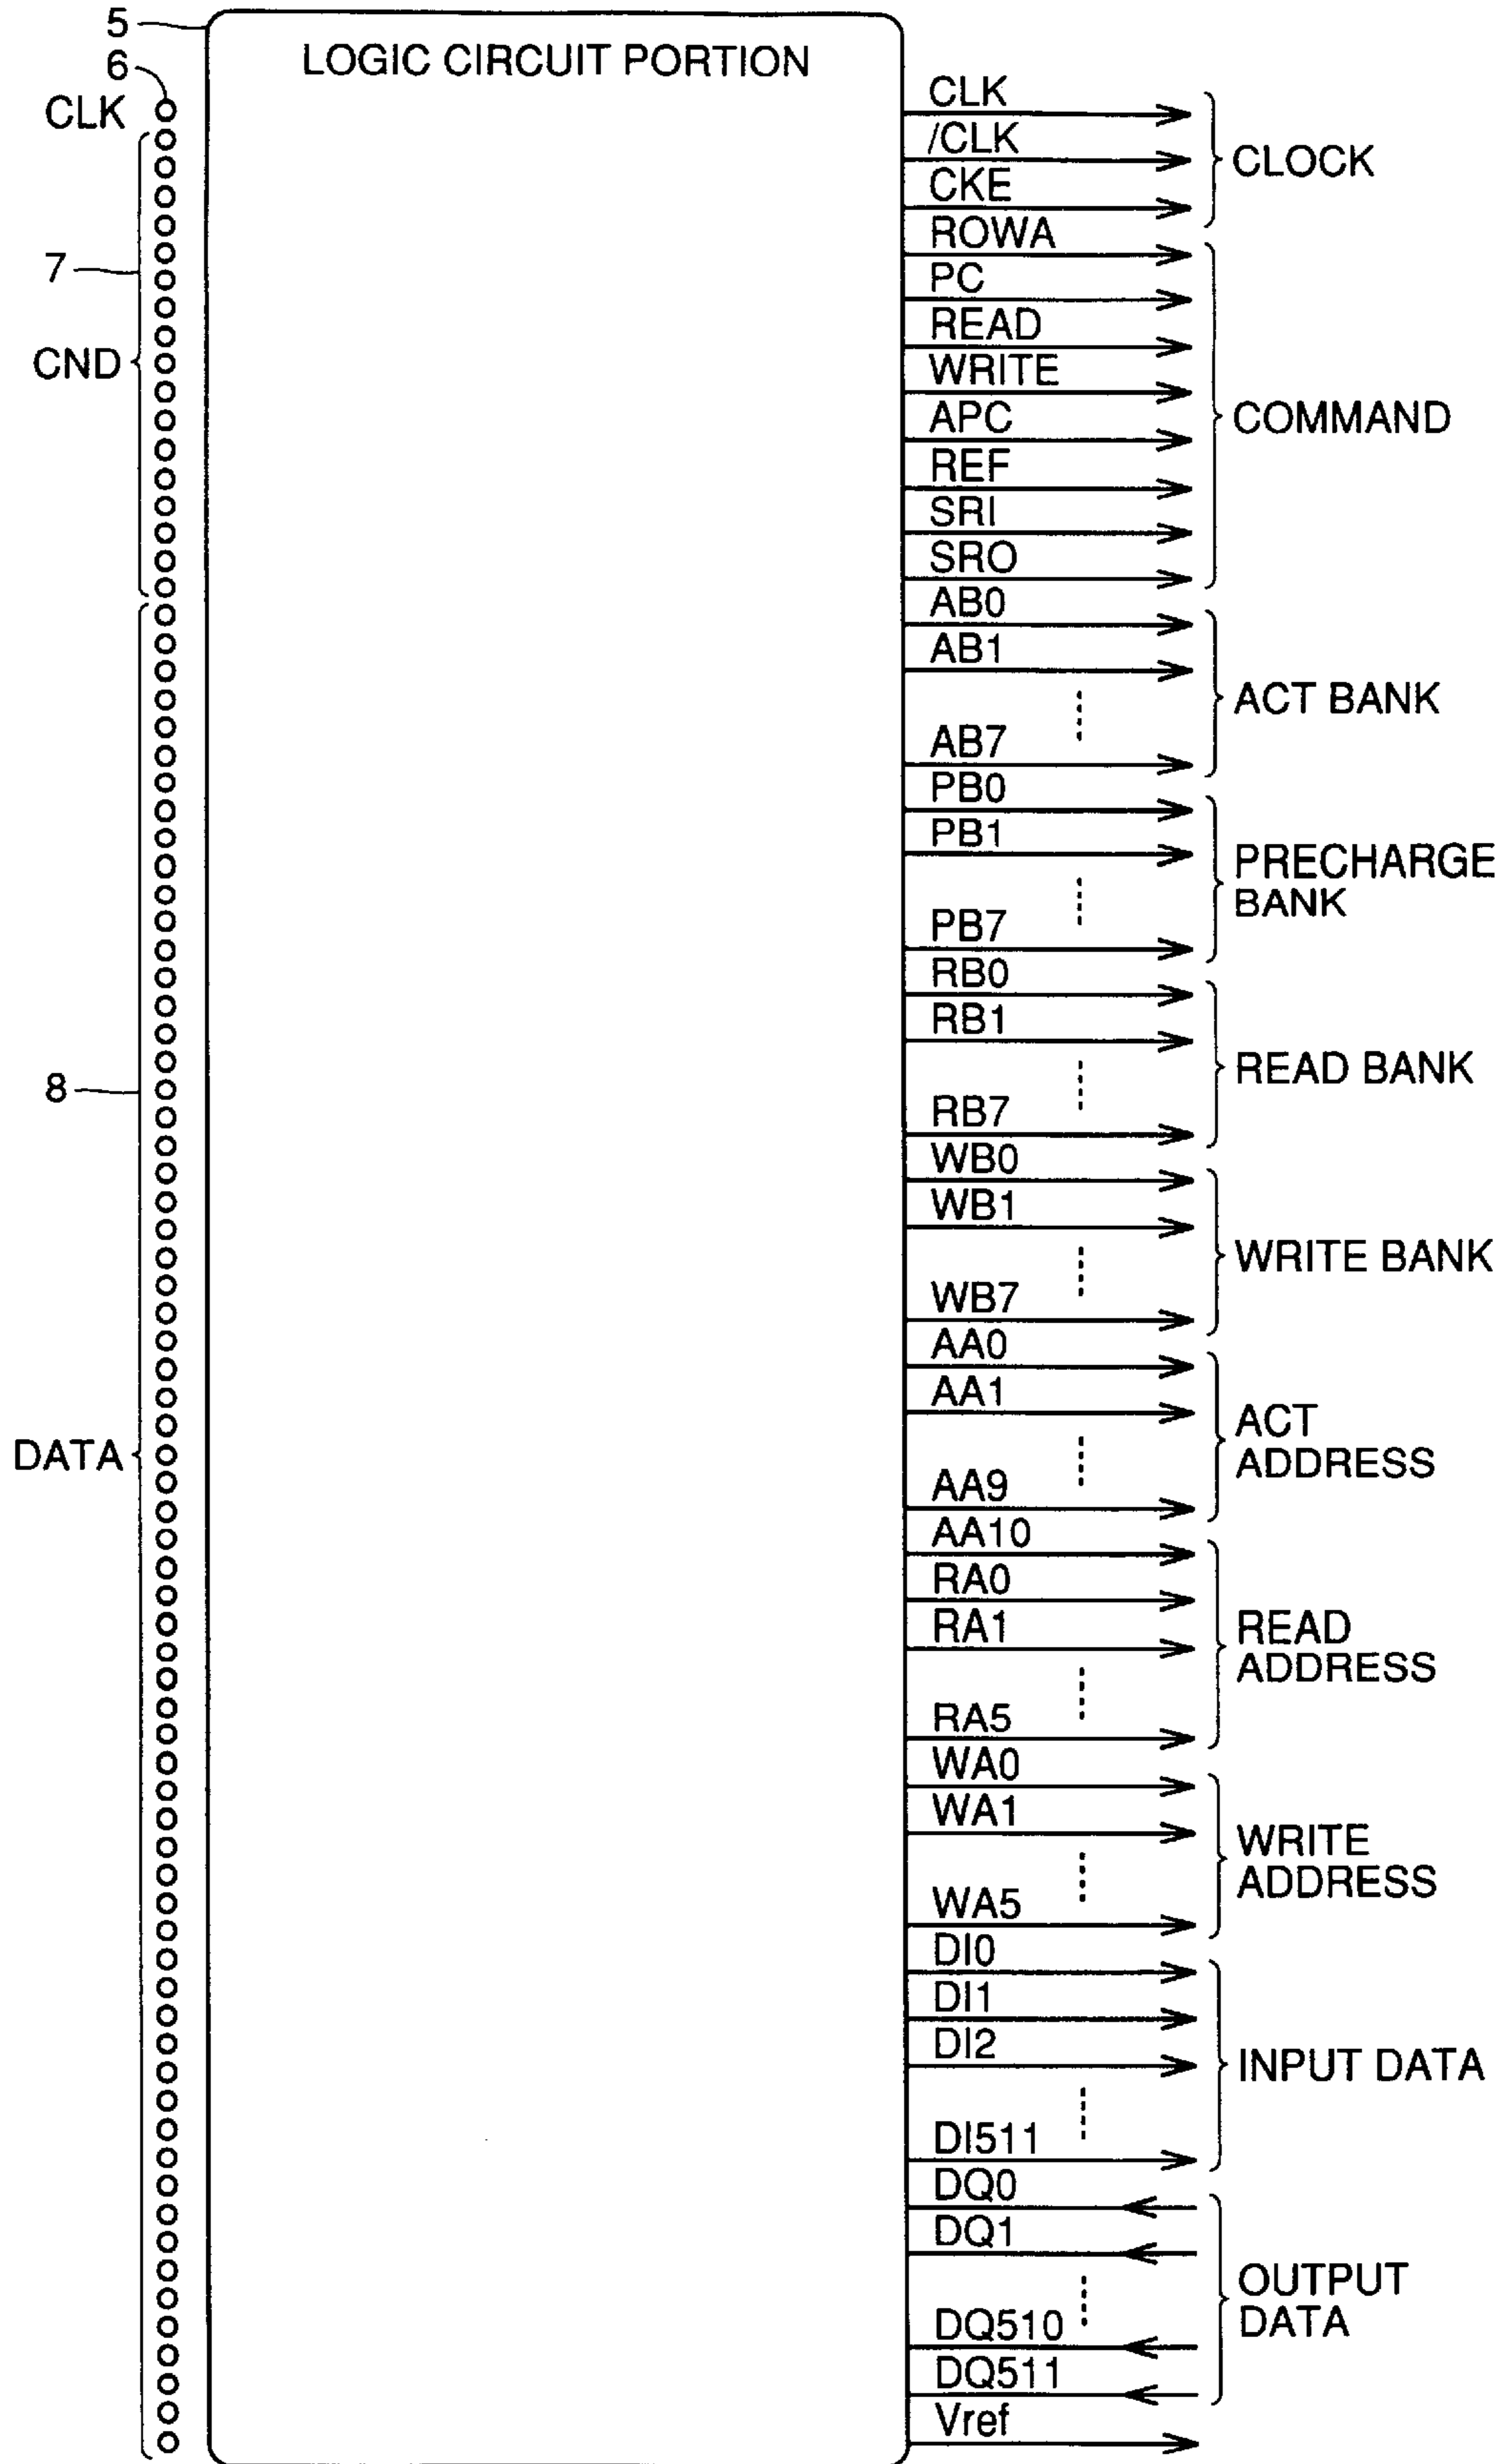 5
LOGIC CIRCUIT PORTION
6
CLK
7
CND
8
DATA
CLK
/CLK
CKE
CLOCK
ROWA
PC
READ
WRITE
APC
REF
SRI
SRO
COMMAND
AB0
AB1
AB7
ACT BANK
PB0
PB1
PB7
PRECHARGE
BANK
RB0
RB1
RB7
READ BANK
WB0
WB1
WB7
WRITE BANK
AA0
AA1
AA9
ACT
ADDRESS
AA10
RA0
RA1
RA5
READ
ADDRESS
WA0
WA1
WA5
WRITE
ADDRESS
DI0
DI1
DI2
DI511
INPUT DATA
DQ0
DQ1
DQ510
DQ511
OUTPUT
DATA
Vref